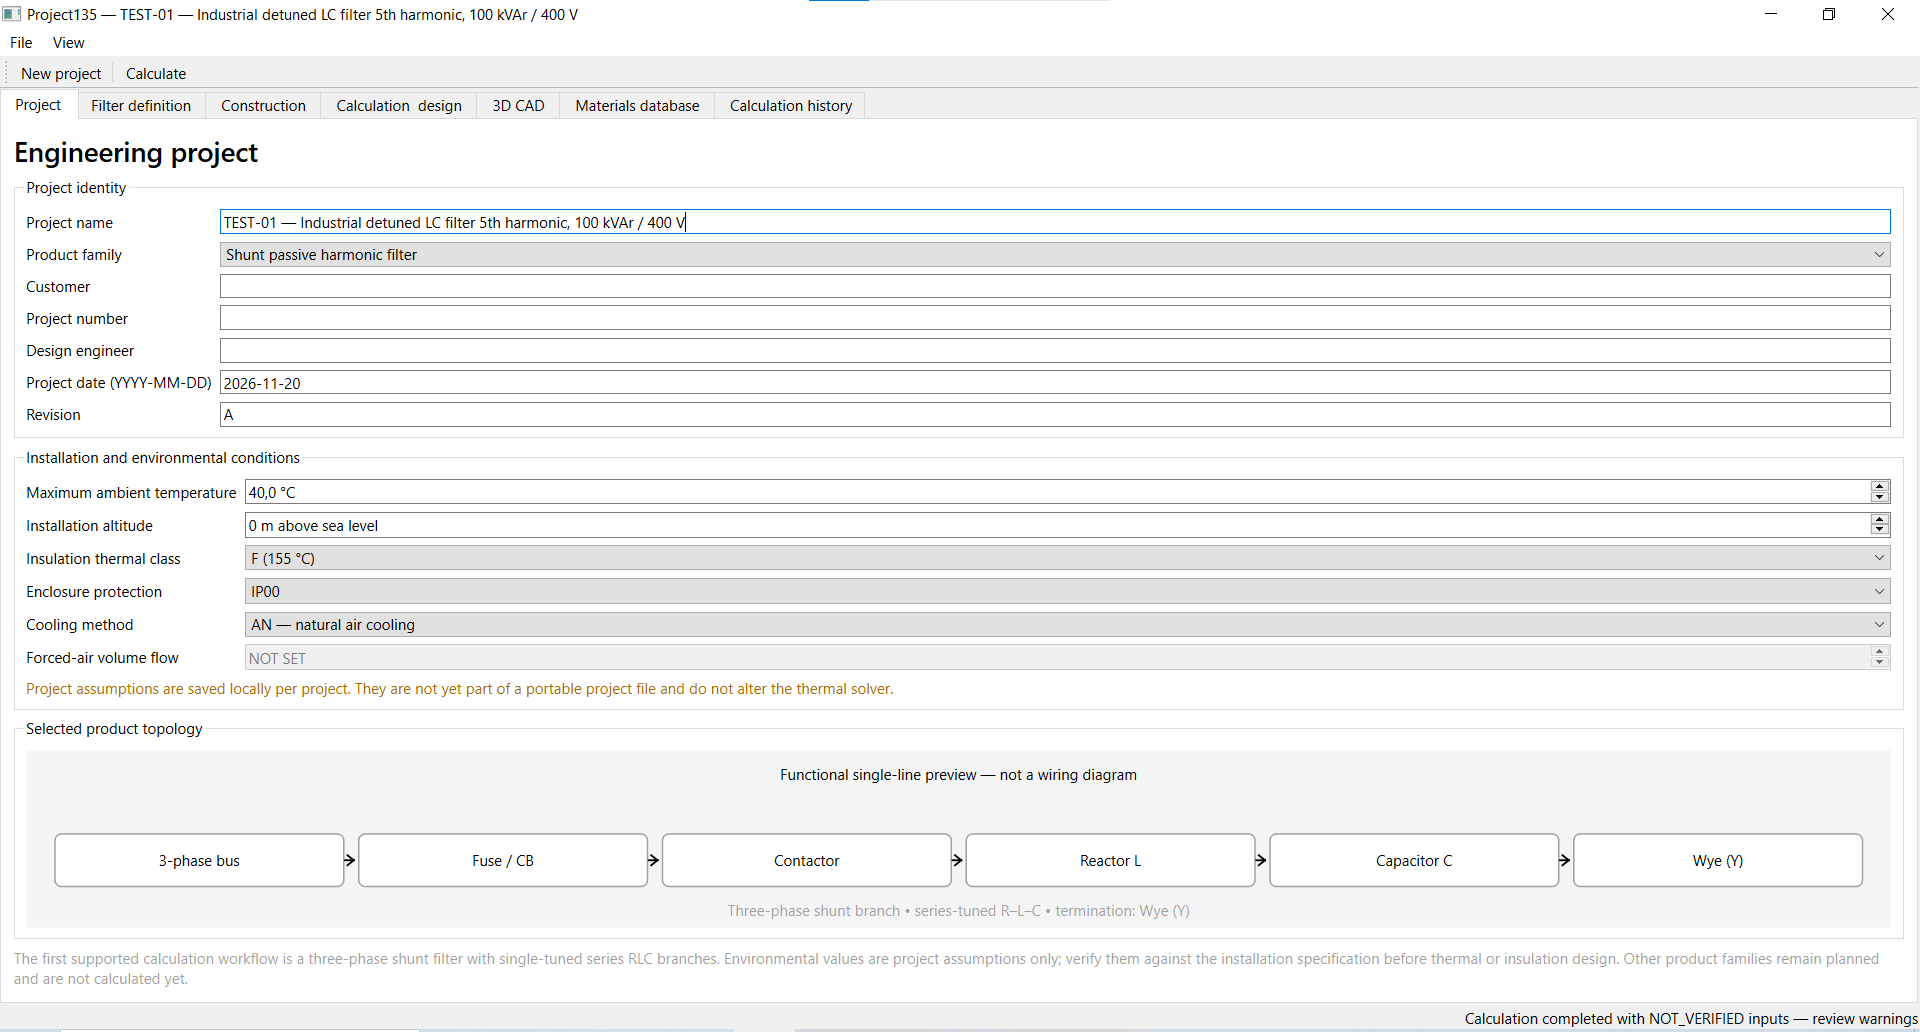 Project135 — TEST-01 — Industrial detuned LC filter 5th harmonic, 100 kVAr / 400 V
File View
New project Calculate
Project Filter definition Construction Calculation design 3D CAD Materials database Calculation history
Engineering project
Project identity
Project name TEST-01 — Industrial detuned LC filter 5th harmonic, 100 kVAr / 400 V
Product family Shunt passive harmonic filter
Customer
Project number
Design engineer
Project date (YYYY-MM-DD) 2026-11-20
Revision A
Installation and environmental conditions
Maximum ambient temperature 40,0 °C
Installation altitude 0 m above sea level
Insulation thermal class F (155 °C)
Enclosure protection IP00
Cooling method AN — natural air cooling
Forced-air volume flow NOT SET
Project assumptions are saved locally per project. They are not yet part of a portable project file and do not alter the thermal solver.
Selected product topology
Functional single-line preview — not a wiring diagram
3-phase bus Fuse / CB Contactor Reactor L Capacitor C Wye (Y)
Three-phase shunt branch • series-tuned R–L–C • termination: Wye (Y)
The first supported calculation workflow is a three-phase shunt filter with single-tuned series RLC branches. Environmental values are project assumptions only; verify them against the installation specification before thermal or insulation design. Other product families remain planned
and are not calculated yet.
Calculation completed with NOT_VERIFIED inputs — review warnings